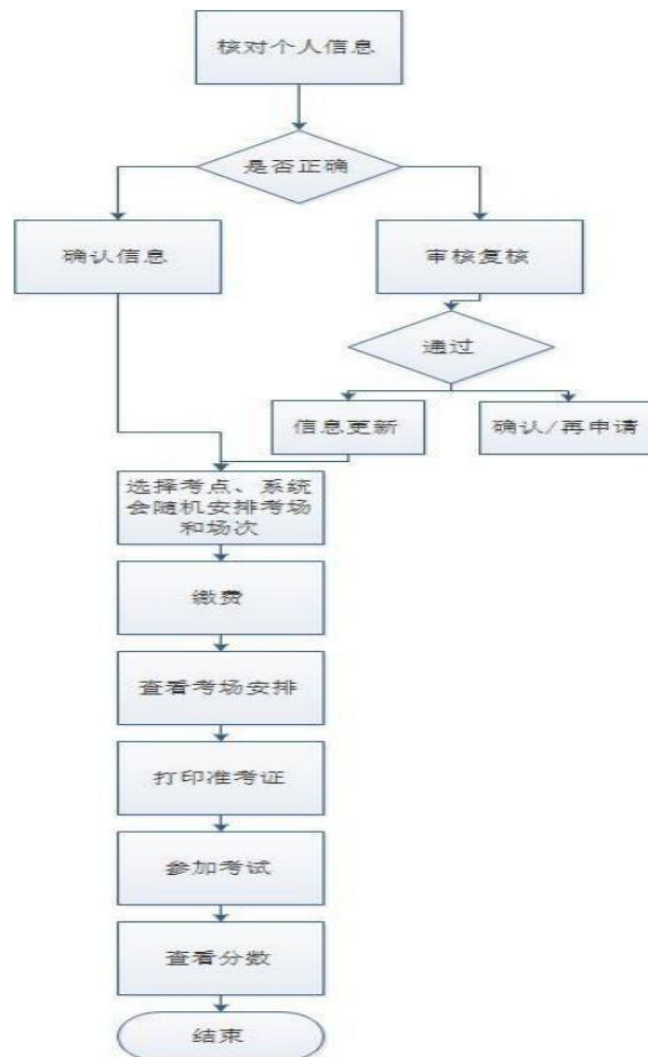 核对个人信息
是否正确
确认信息
审核复核
通过
信息更新
确认/再申请
选择考点、系统
会随机安排考场
和场次
缴费
查看考场安排
打印准考证
参加考试
查看分数
结束